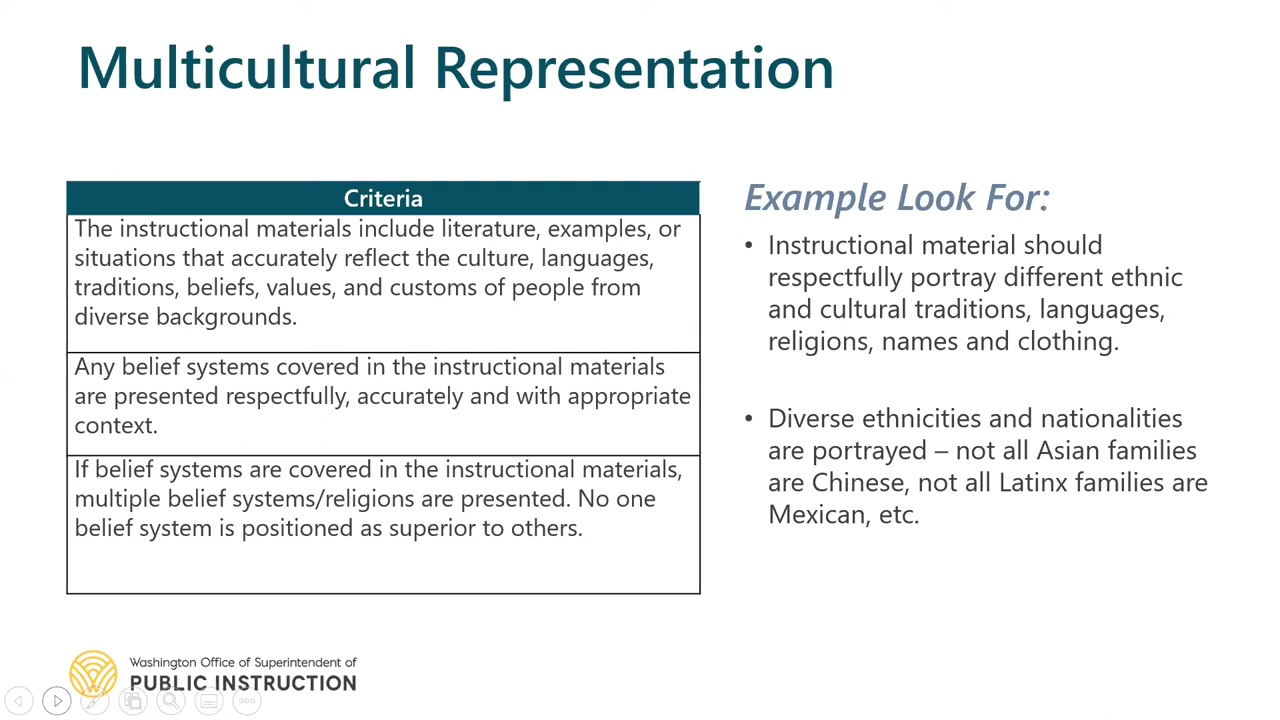 Multicultural Representation
Criteria
The instructional materials include literature, examples, or
situations that accurately reflect the culture, languages,
traditions, beliefs, values, and customs of people from
diverse backgrounds.
Any belief systems covered in the instructional materials
are presented respectfully, accurately and with appropriate
context.
If belief systems are covered in the instructional materials,
multiple belief systems/religions are presented. No one
belief system is positioned as superior to others.
Example Look For:
• Instructional material should
respectfully portray different ethnic
and cultural traditions, languages,
religions, names and clothing.
• Diverse ethnicities and nationalities
are portrayed – not all Asian families
are Chinese, not all Latinx families are
Mexican, etc.
Washington Office of Superintendent of
PUBLIC INSTRUCTION